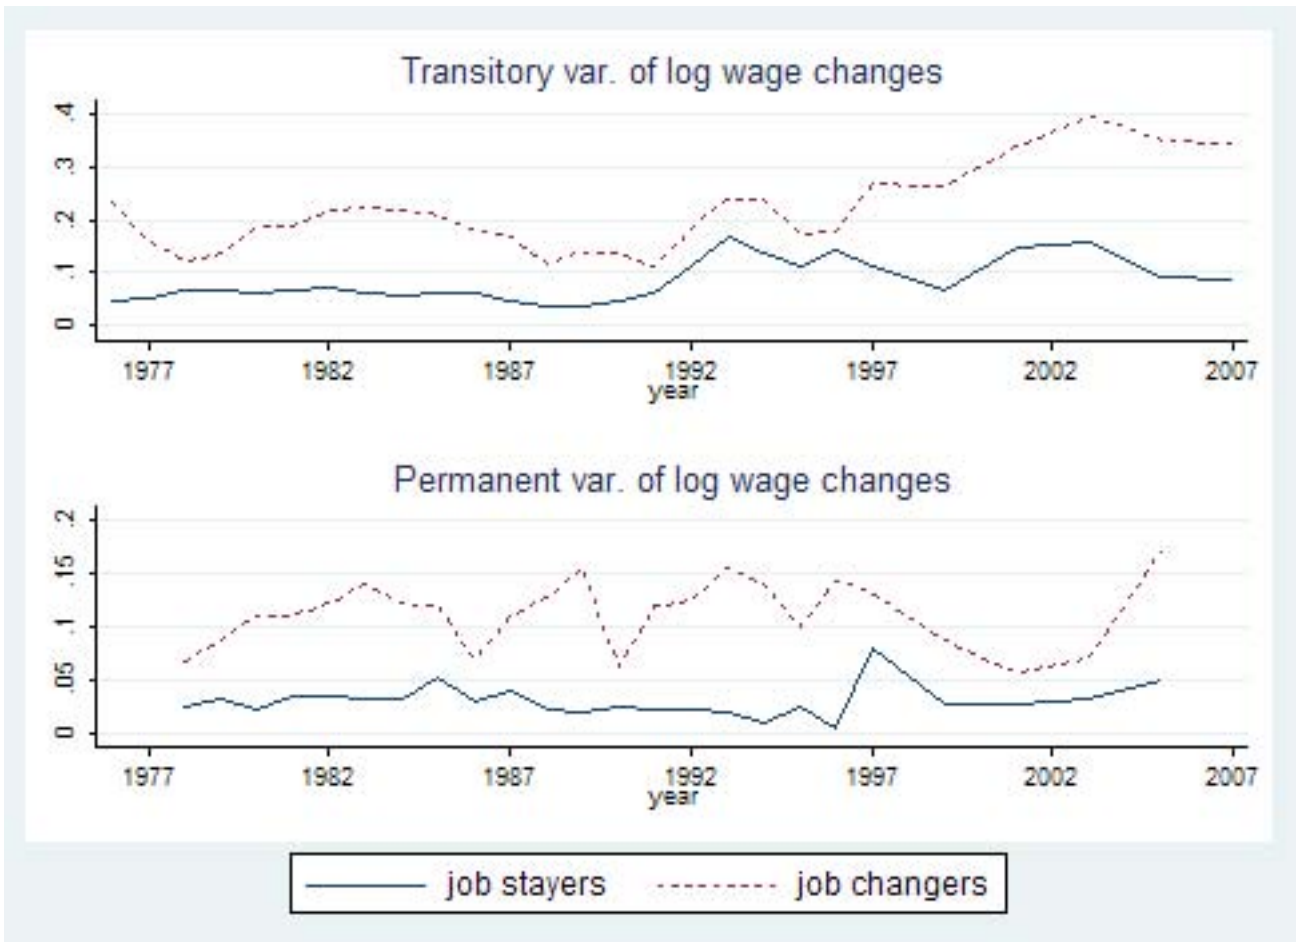 Transitory var. of log wage changes
.4
.3
.2
.1
0
1977 1982 1987 1992 1997 2002 2007
year
Permanent var. of log wage changes
.2
.15
.1
.05
0
1977 1982 1987 1992 1997 2002 2007
year
job stayers job changers